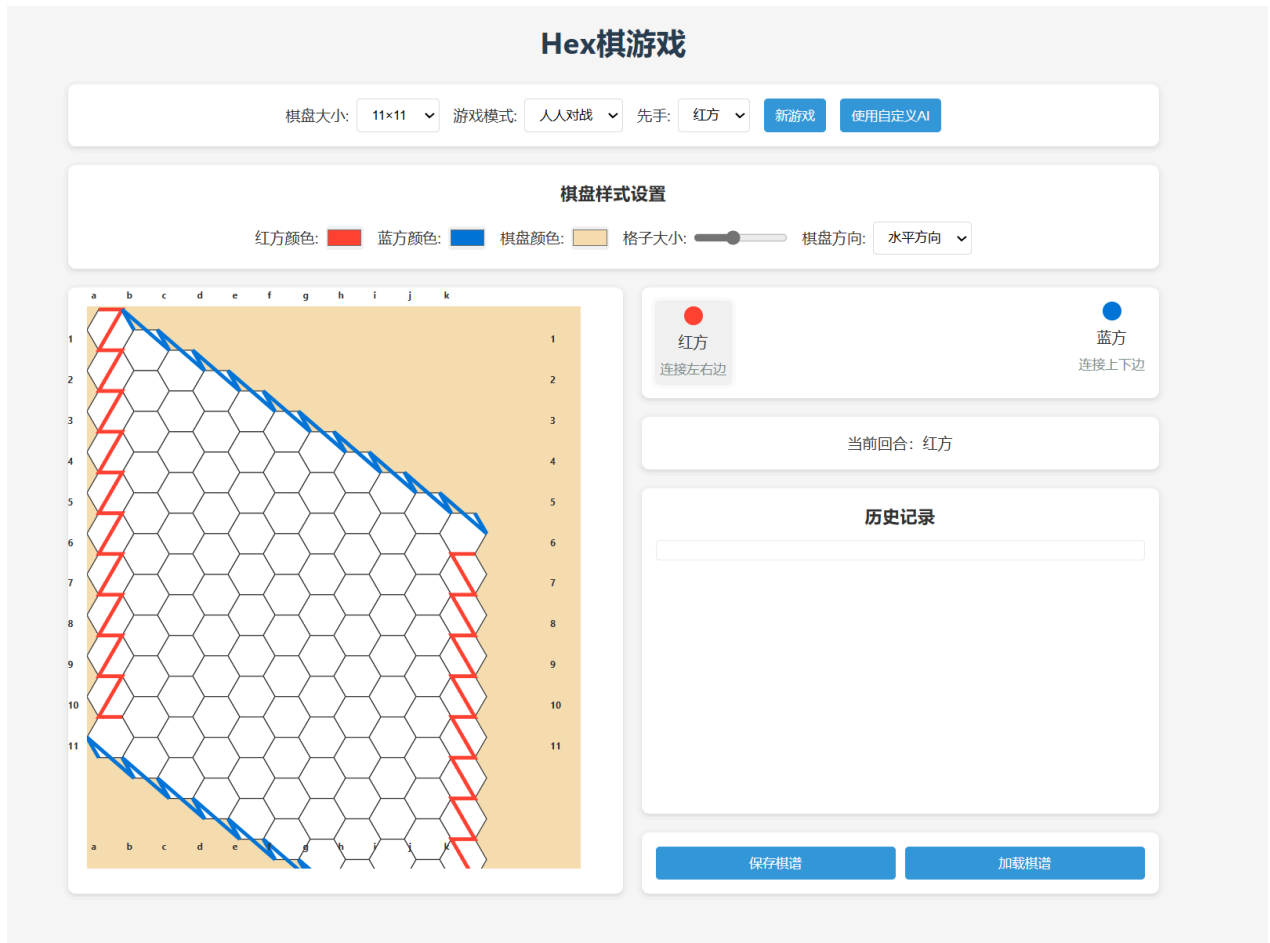 Hex棋游戏
棋盘大小: 11×11 游戏模式: 人人对战 先手: 红方 新游戏 使用自定义AI
棋盘样式设置
红方颜色: 蓝方颜色: 棋盘颜色: 格子大小: 棋盘方向: 水平方向
a b c d e f g h i j k
1 1
2 2
3 3
4 4
5 5
6 6
7 7
8 8
9 9
10 10
11 11
a b c d e f g h i j k
红方
连接左右边
蓝方
连接上下边
当前回合：红方
历史记录
保存棋谱 加载棋谱